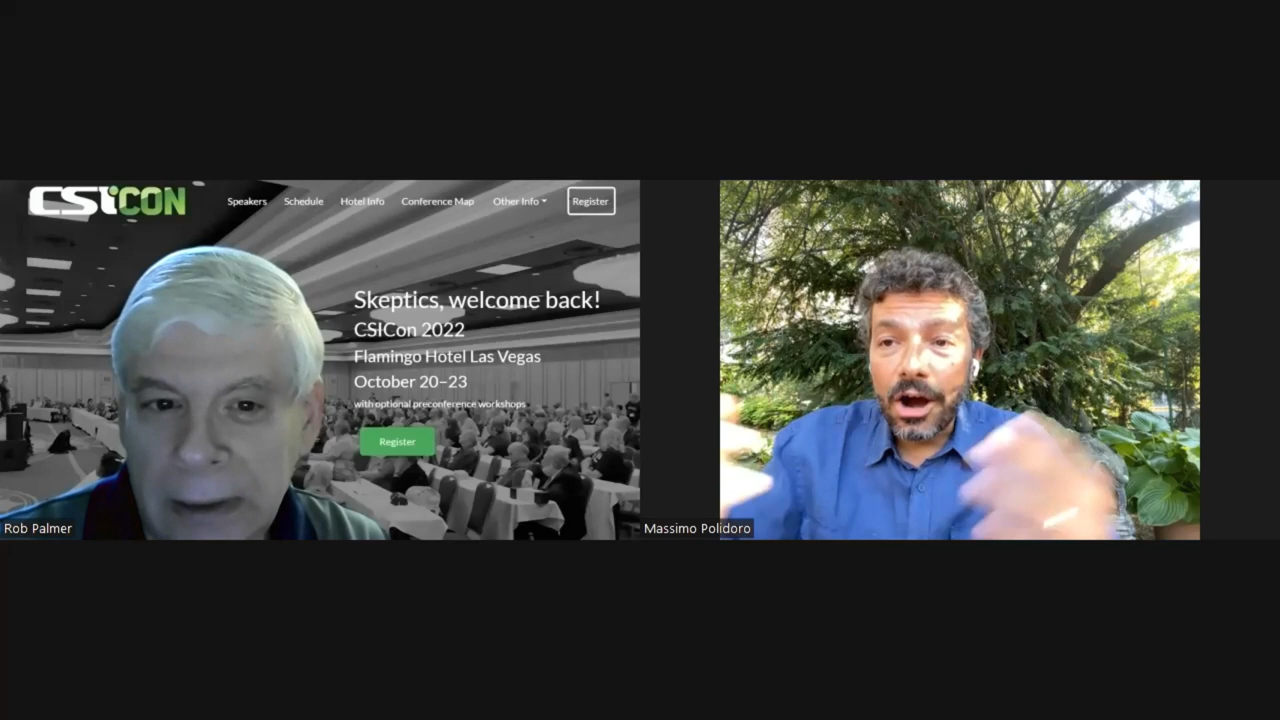 CSICON
Speakers Schedule Hotel Info Conference Map Other Info Register
Skeptics, welcome back!
CSICon 2022
Flamingo Hotel Las Vegas
October 20–23
with optional preconference workshops
Register
Rob Palmer
Massimo Polidoro